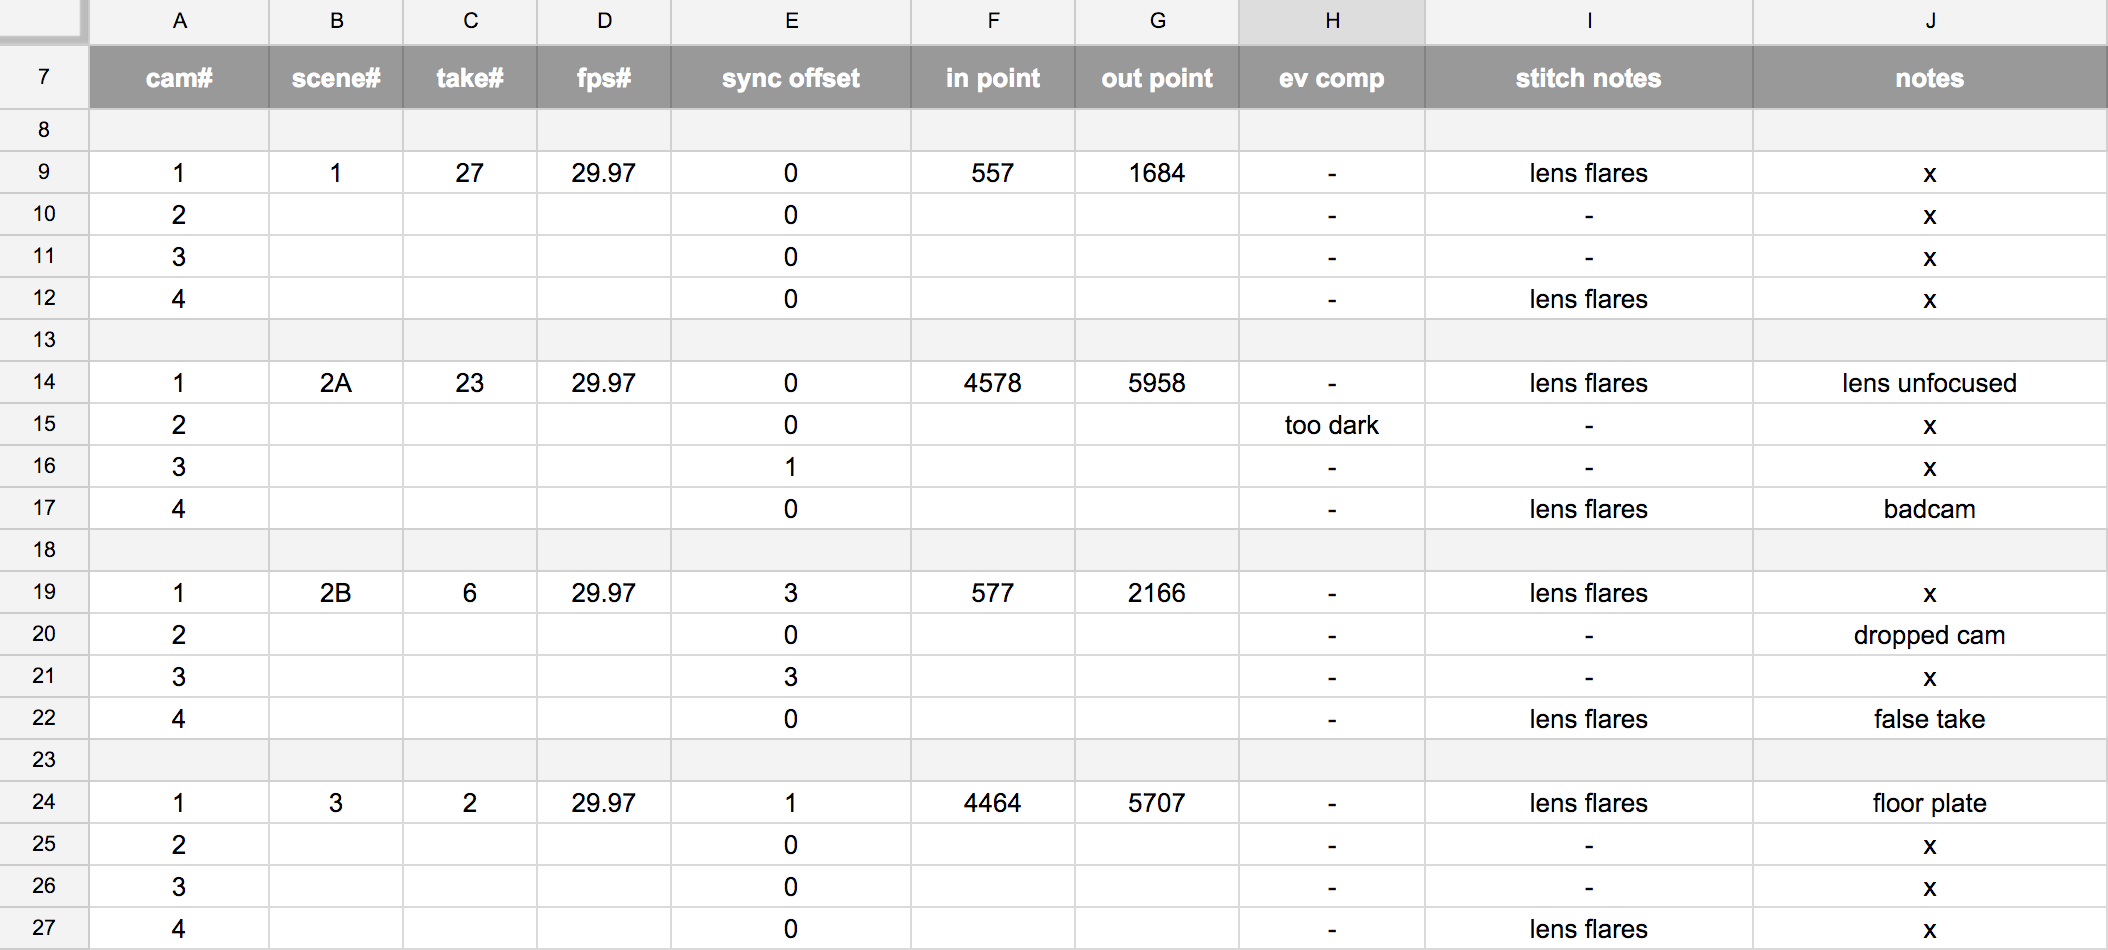 A B C D E F G H I J
7 cam# scene# take# fps# sync offset in point out point ev comp stitch notes notes
8
9 1 1 27 29.97 0 557 1684 - lens flares x
10 2 0 - - x
11 3 0 - - x
12 4 0 - lens flares x
13
14 1 2A 23 29.97 0 4578 5958 - lens flares lens unfocused
15 2 0 too dark - x
16 3 1 - - x
17 4 0 - lens flares badcam
18
19 1 2B 6 29.97 3 577 2166 - lens flares x
20 2 0 - - dropped cam
21 3 3 - - x
22 4 0 - lens flares false take
23
24 1 3 2 29.97 1 4464 5707 - lens flares floor plate
25 2 0 - - x
26 3 0 - - x
27 4 0 - lens flares x